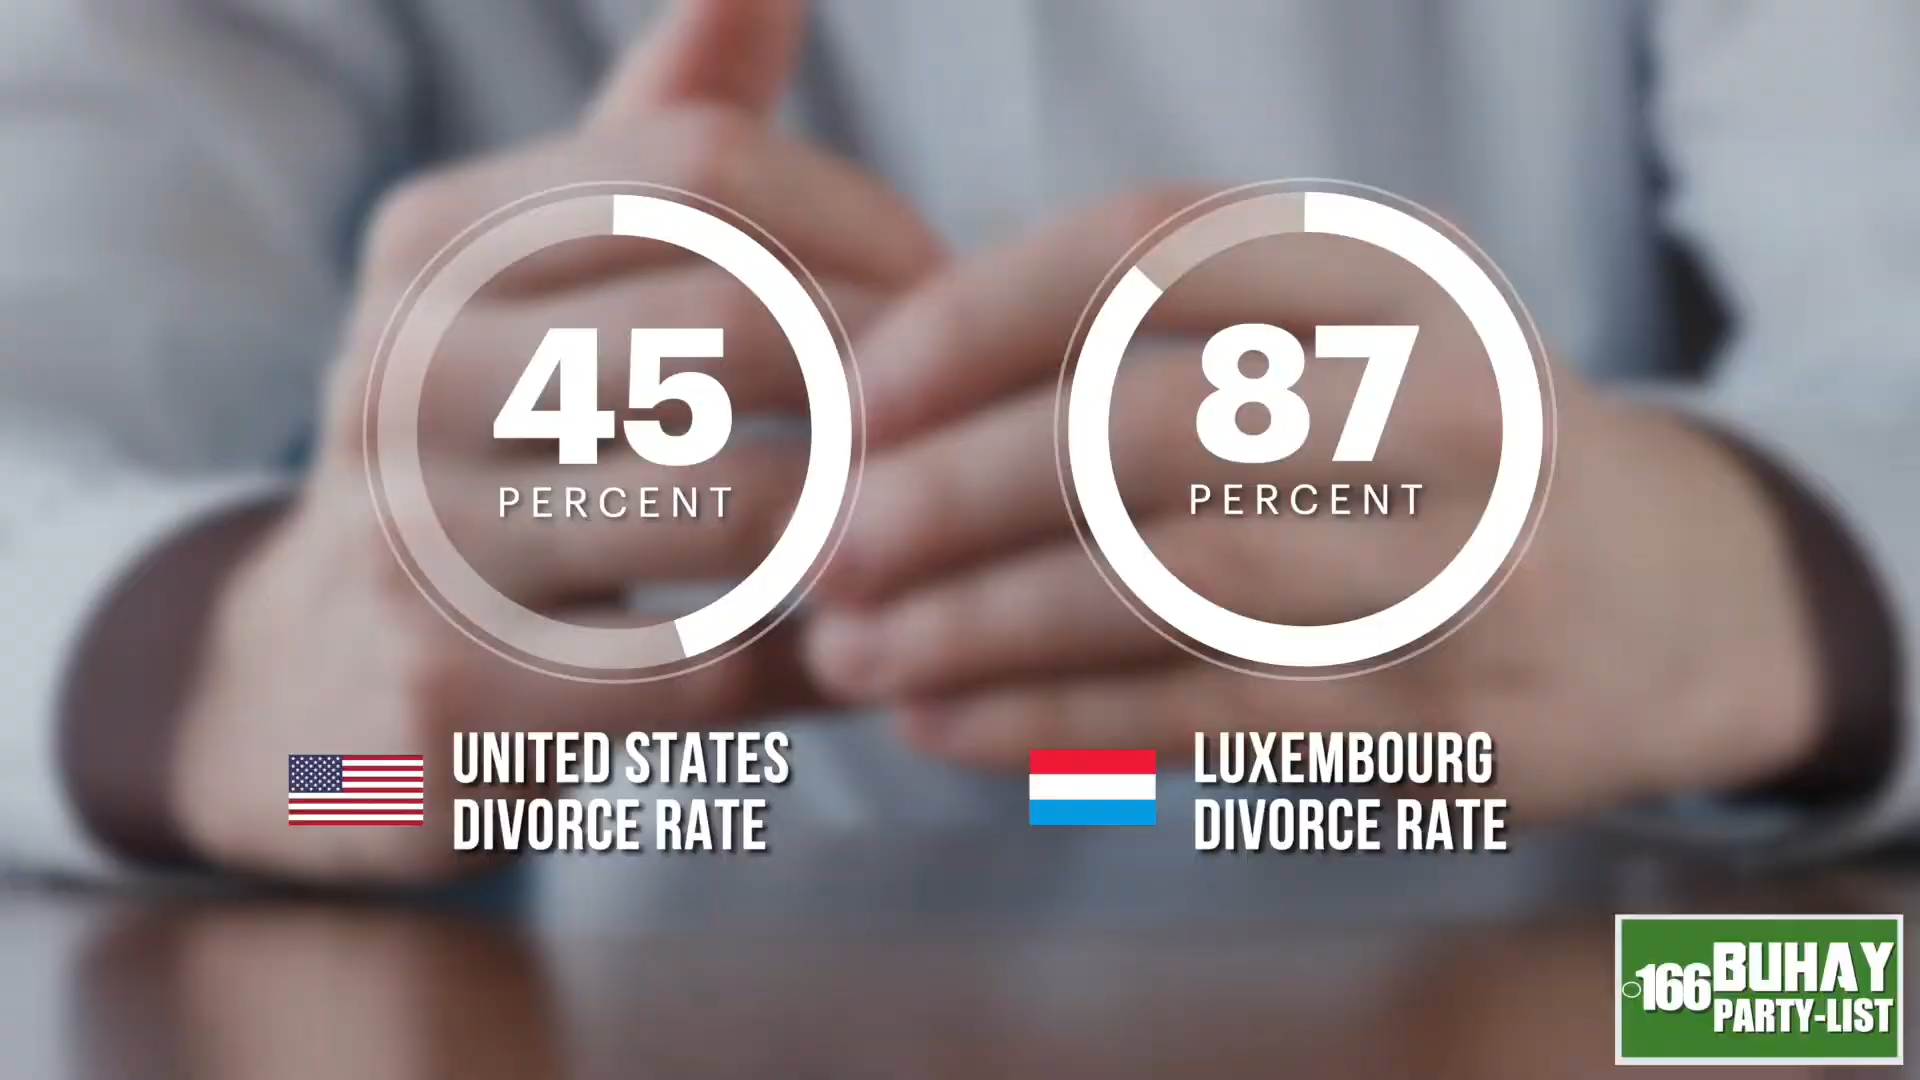 45
PERCENT
UNITED STATES
DIVORCE RATE
87
PERCENT
LUXEMBOURG
DIVORCE RATE
166 BUHAY
PARTY-LIST